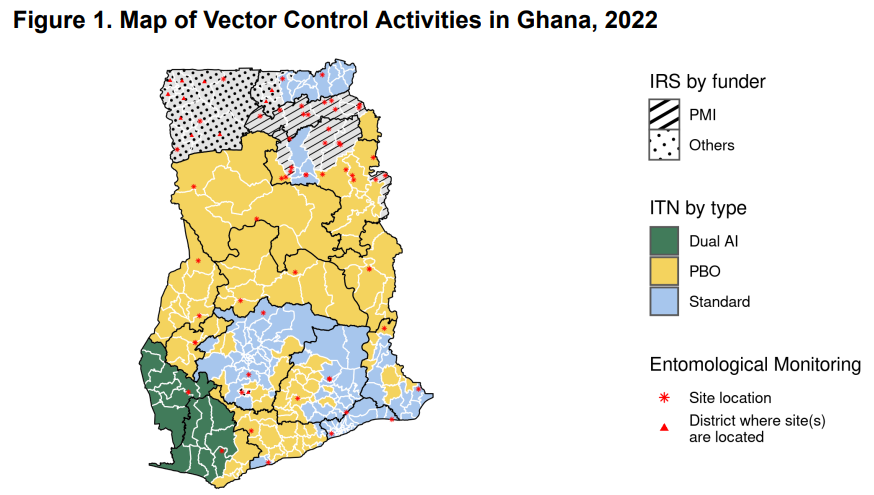 Figure 1. Map of Vector Control Activities in Ghana, 2022
IRS by funder
PMI
Others
ITN by type
Dual AI
PBO
Standard
Entomological Monitoring
Site location
District where site(s)
are located